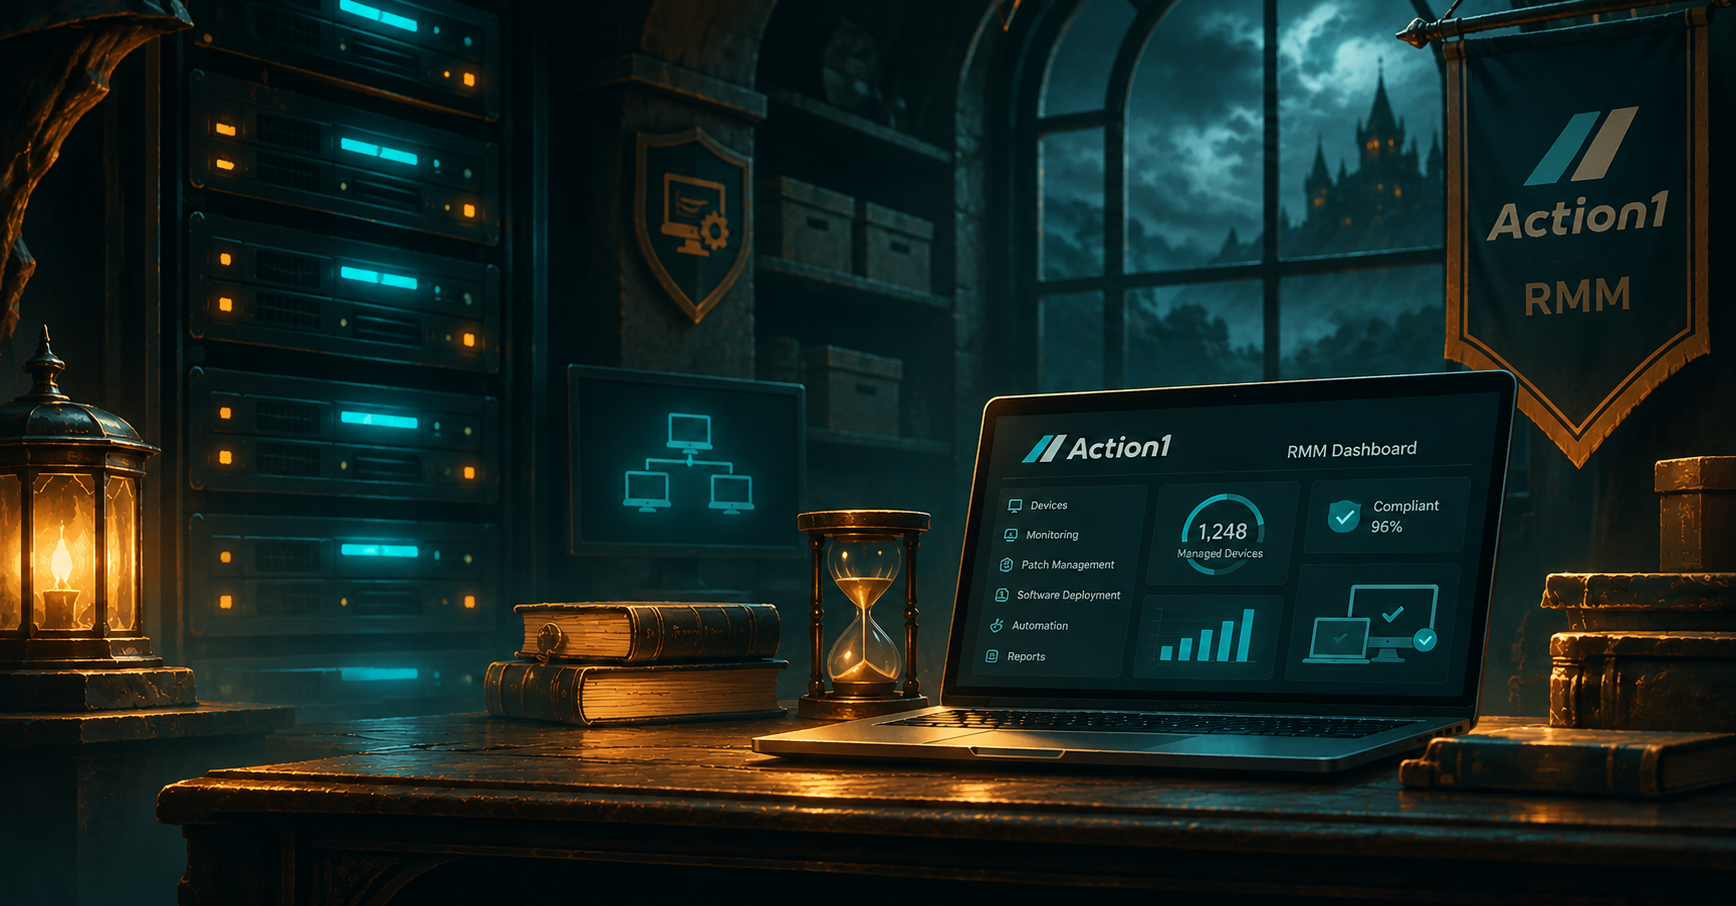 Action1
RMM
Action1
RMM Dashboard
Devices
Monitoring
Patch Management
Software Deployment
Automation
Reports
1,248
Managed Devices
Compliant
96%